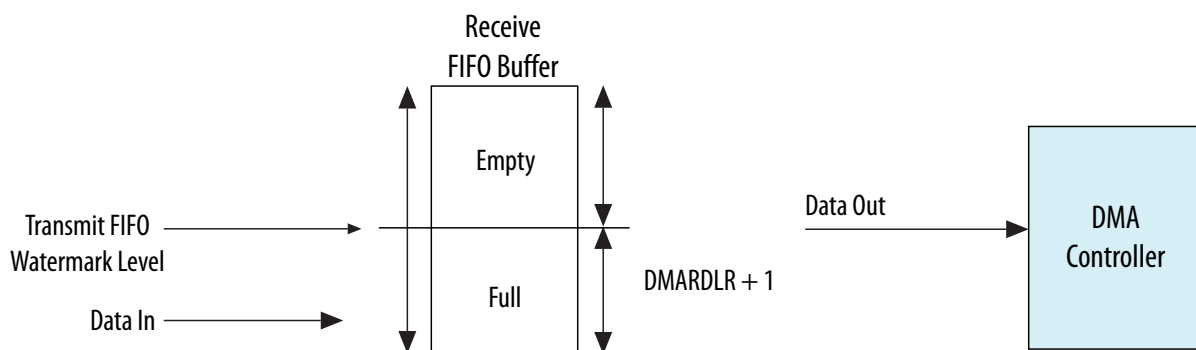 Receive
FIFO Buffer
Empty
Transmit FIFO
Watermark Level
Data Out
DMA
Controller
Full
DMARDLR + 1
Data In